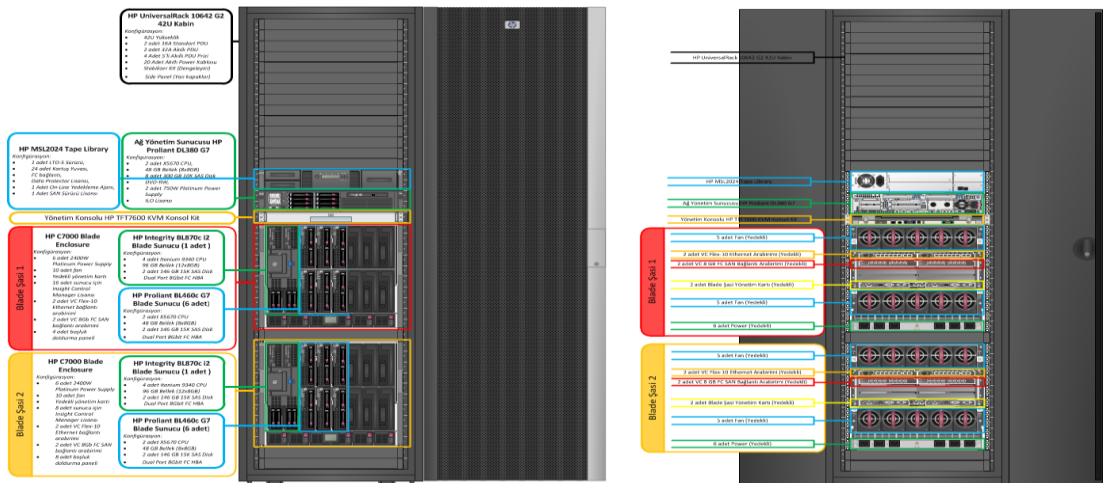 HP UniversalRack 10642 G2
42U Kabin
Konfigürasyon:
42U Yükseklik
2 adet 16A Standart PDU
2 adet 32A Akıllı PDU
4 Adet 5'li Akıllı PDU Prizi
20 Adet Akıllı Power Kablosu
Stabilizer Kit (Dengeleyici)
Side Panel (Yan kapaklar)
HP MSL2024 Tape Library
Konfigürasyon:
1 adet LTO-5 Sürücü,
24 adet Kartuş Yuvası,
FC bağlantı,
Data Protector Lisansı,
1 Adet On-Line Yedekleme Ajanı,
1 Adet SAN Sürücü Lisansı
Ağ Yönetim Sunucusu HP
Proliant DL380 G7
Konfigürasyon:
2 adet X5670 CPU,
48 GB Bellek (6x8GB)
8 adet 300 GB 10K SAS Disk
DVD-RW,
2 adet 750W Platinum Power
Supply
ILO Lisansı
Yönetim Konsolu HP TFT7600 KVM Konsol Kit
Blade Şasi 1
HP C7000 Blade
Enclosure
Konfigürasyon:
6 adet 2400W
Platinum Power Supply
10 adet fan
Yedekli yönetim kartı
16 adet sunucu için
Insight Control
Manager Lisansı
2 adet VC Flex-10
Ethernet bağlantı
arabirimi
2 adet VC 8Gb FC SAN
bağlantı arabirimi
4 adet boşluk
doldurma paneli
HP Integrity BL870c i2
Blade Sunucu (1 adet )
Konfigürasyon:
4 adet Itanium 9340 CPU
96 GB Bellek (12x8GB)
2 adet 146 GB 15K SAS Disk
Dual Port 8Gbit FC HBA
HP Proliant BL460c G7
Blade Sunucu (6 adet)
Konfigürasyon:
2 adet X5670 CPU
48 GB Bellek (6x8GB)
2 adet 146 GB 15K SAS Disk
Dual Port 8Gbit FC HBA
Blade Şasi 2
HP C7000 Blade
Enclosure
Konfigürasyon:
6 adet 2400W
Platinum Power Supply
10 adet fan
Yedekli yönetim kartı
8 adet sunucu için
Insight Control
Manager Lisansı
2 adet VC Flex-10
Ethernet bağlantı
arabirimi
2 adet VC 8Gb FC SAN
bağlantı arabirimi
8 adet boşluk
doldurma paneli
HP Integrity BL870c i2
Blade Sunucu (1 adet )
Konfigürasyon:
4 adet Itanium 9340 CPU
96 GB Bellek (12x8GB)
2 adet 146 GB 15K SAS Disk
Dual Port 8Gbit FC HBA
HP Proliant BL460c G7
Blade Sunucu (6 adet)
Konfigürasyon:
2 adet X5670 CPU
48 GB Bellek (6x8GB)
2 adet 146 GB 15K SAS Disk
Dual Port 8Gbit FC HBA
hp
HP UniversalRack 10642 G2 42U Kabin
HP MSL2024 Tape Library
Ağ Yönetim Sunucusu HP Proliant DL380 G7
Yönetim Konsolu HP TFT7600 KVM Konsol Kit
Blade Şasi 1
5 adet Fan (Yedekli)
2 adet VC Flex-10 Ethernet Arabirimi (Yedekli)
2 adet VC 8 GB FC SAN Bağlantı Arabirimi (Yedekli)
2 adet Blade Şasi Yönetim Kartı (Yedekli)
5 adet Fan (Yedekli)
6 adet Power (Yedekli)
Blade Şasi 2
5 adet Fan (Yedekli)
2 adet VC Flex-10 Ethernet Arabirimi (Yedekli)
2 adet VC 8 GB FC SAN Bağlantı Arabirimi (Yedekli)
2 adet Blade Şasi Yönetim Kartı (Yedekli)
5 adet Fan (Yedekli)
6 adet Power (Yedekli)